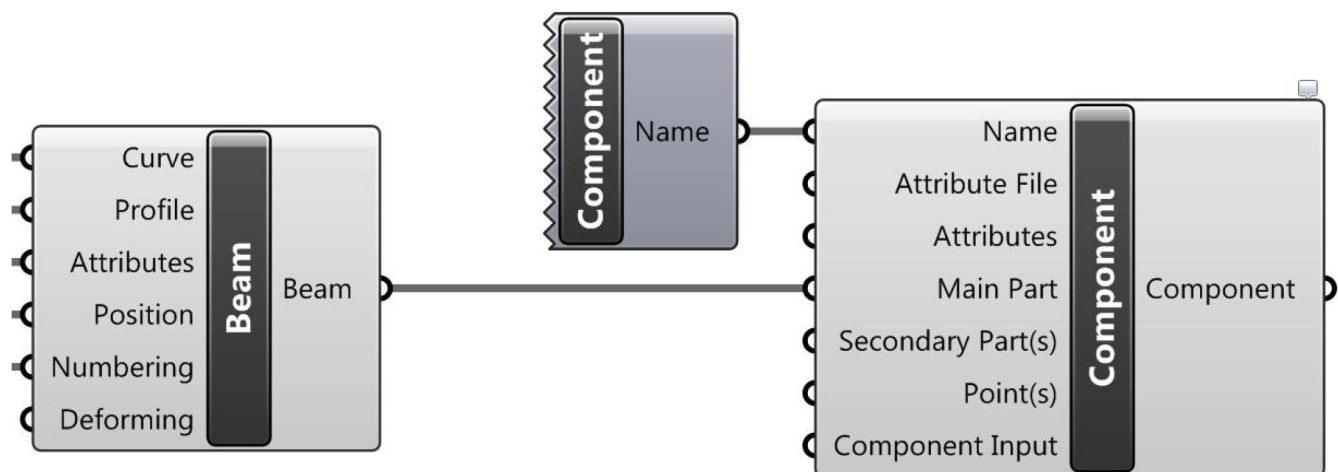 Curve
Profile
Attributes
Position
Numbering
Deforming
Beam
Beam
Component
Name
Name
Attribute File
Attributes
Main Part
Secondary Part(s)
Point(s)
Component Input
Component
Component